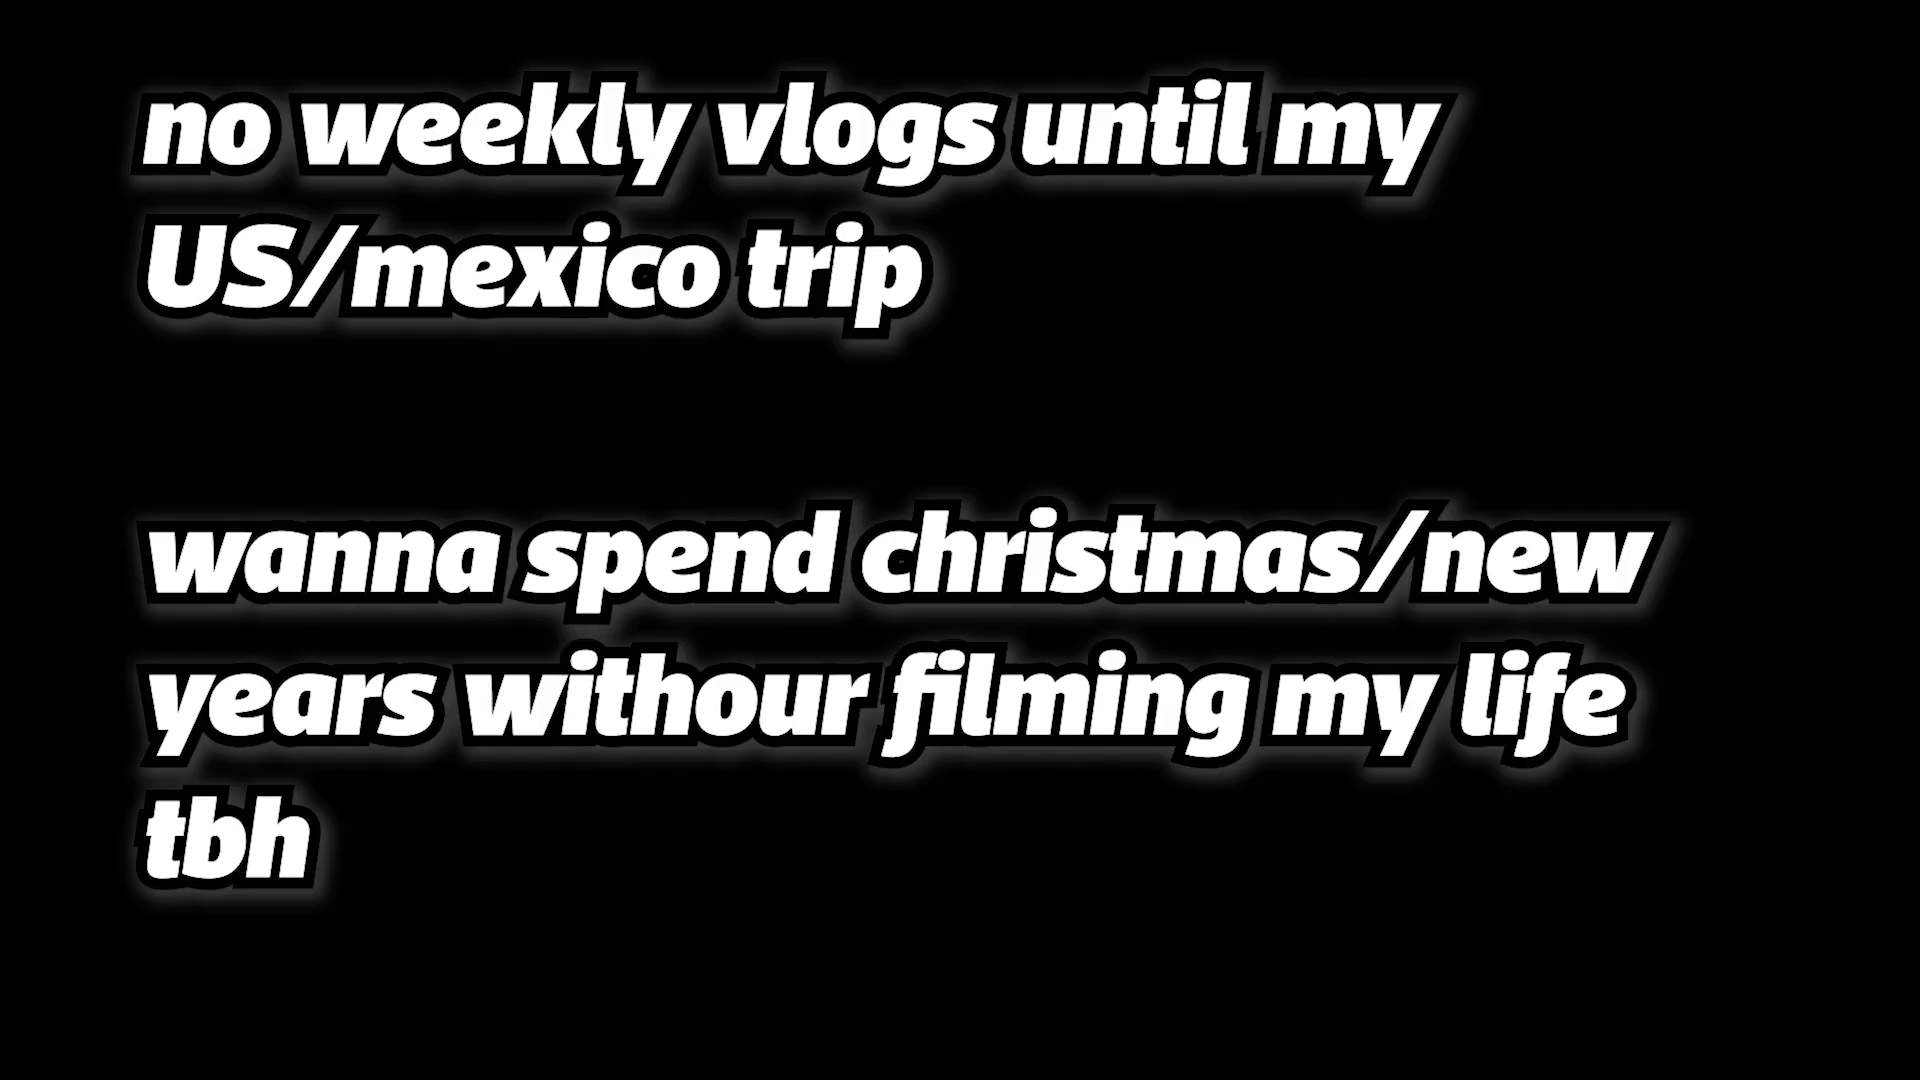 no weekly vlogs until my
US/mexico trip
wanna spend christmas/new
years withour filming my life
tbh